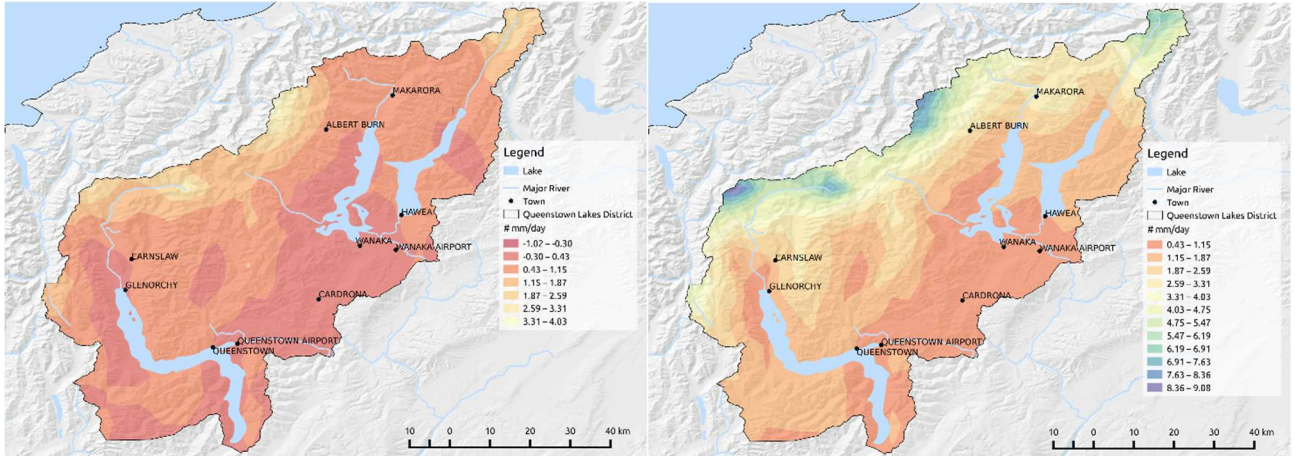 MAKARORA
ALBERT BURN
HAWEA
WANAKA
WANAKA AIRPORT
EARNSLAW
GLENORCHY
CARDRONA
QUEENSTOWN AIRPORT
QUEENSTOWN
Legend
Lake
Major River
Town
Queenstown Lakes District
# mm/day
-1.02 – -0.30
-0.30 – 0.43
0.43 – 1.15
1.15 – 1.87
1.87 – 2.59
2.59 – 3.31
3.31 – 4.03
10 0 10 20 30 40 km
MAKARORA
ALBERT BURN
HAWEA
WANAKA
WANAKA AIRPORT
EARNSLAW
GLENORCHY
CARDRONA
QUEENSTOWN AIRPORT
QUEENSTOWN
Legend
Lake
Major River
Town
Queenstown Lakes District
# mm/day
0.43 – 1.15
1.15 – 1.87
1.87 – 2.59
2.59 – 3.31
3.31 – 4.03
4.03 – 4.75
4.75 – 5.47
5.47 – 6.19
6.19 – 6.91
6.91 – 7.63
7.63 – 8.36
8.36 – 9.08
10 0 10 20 30 40 km